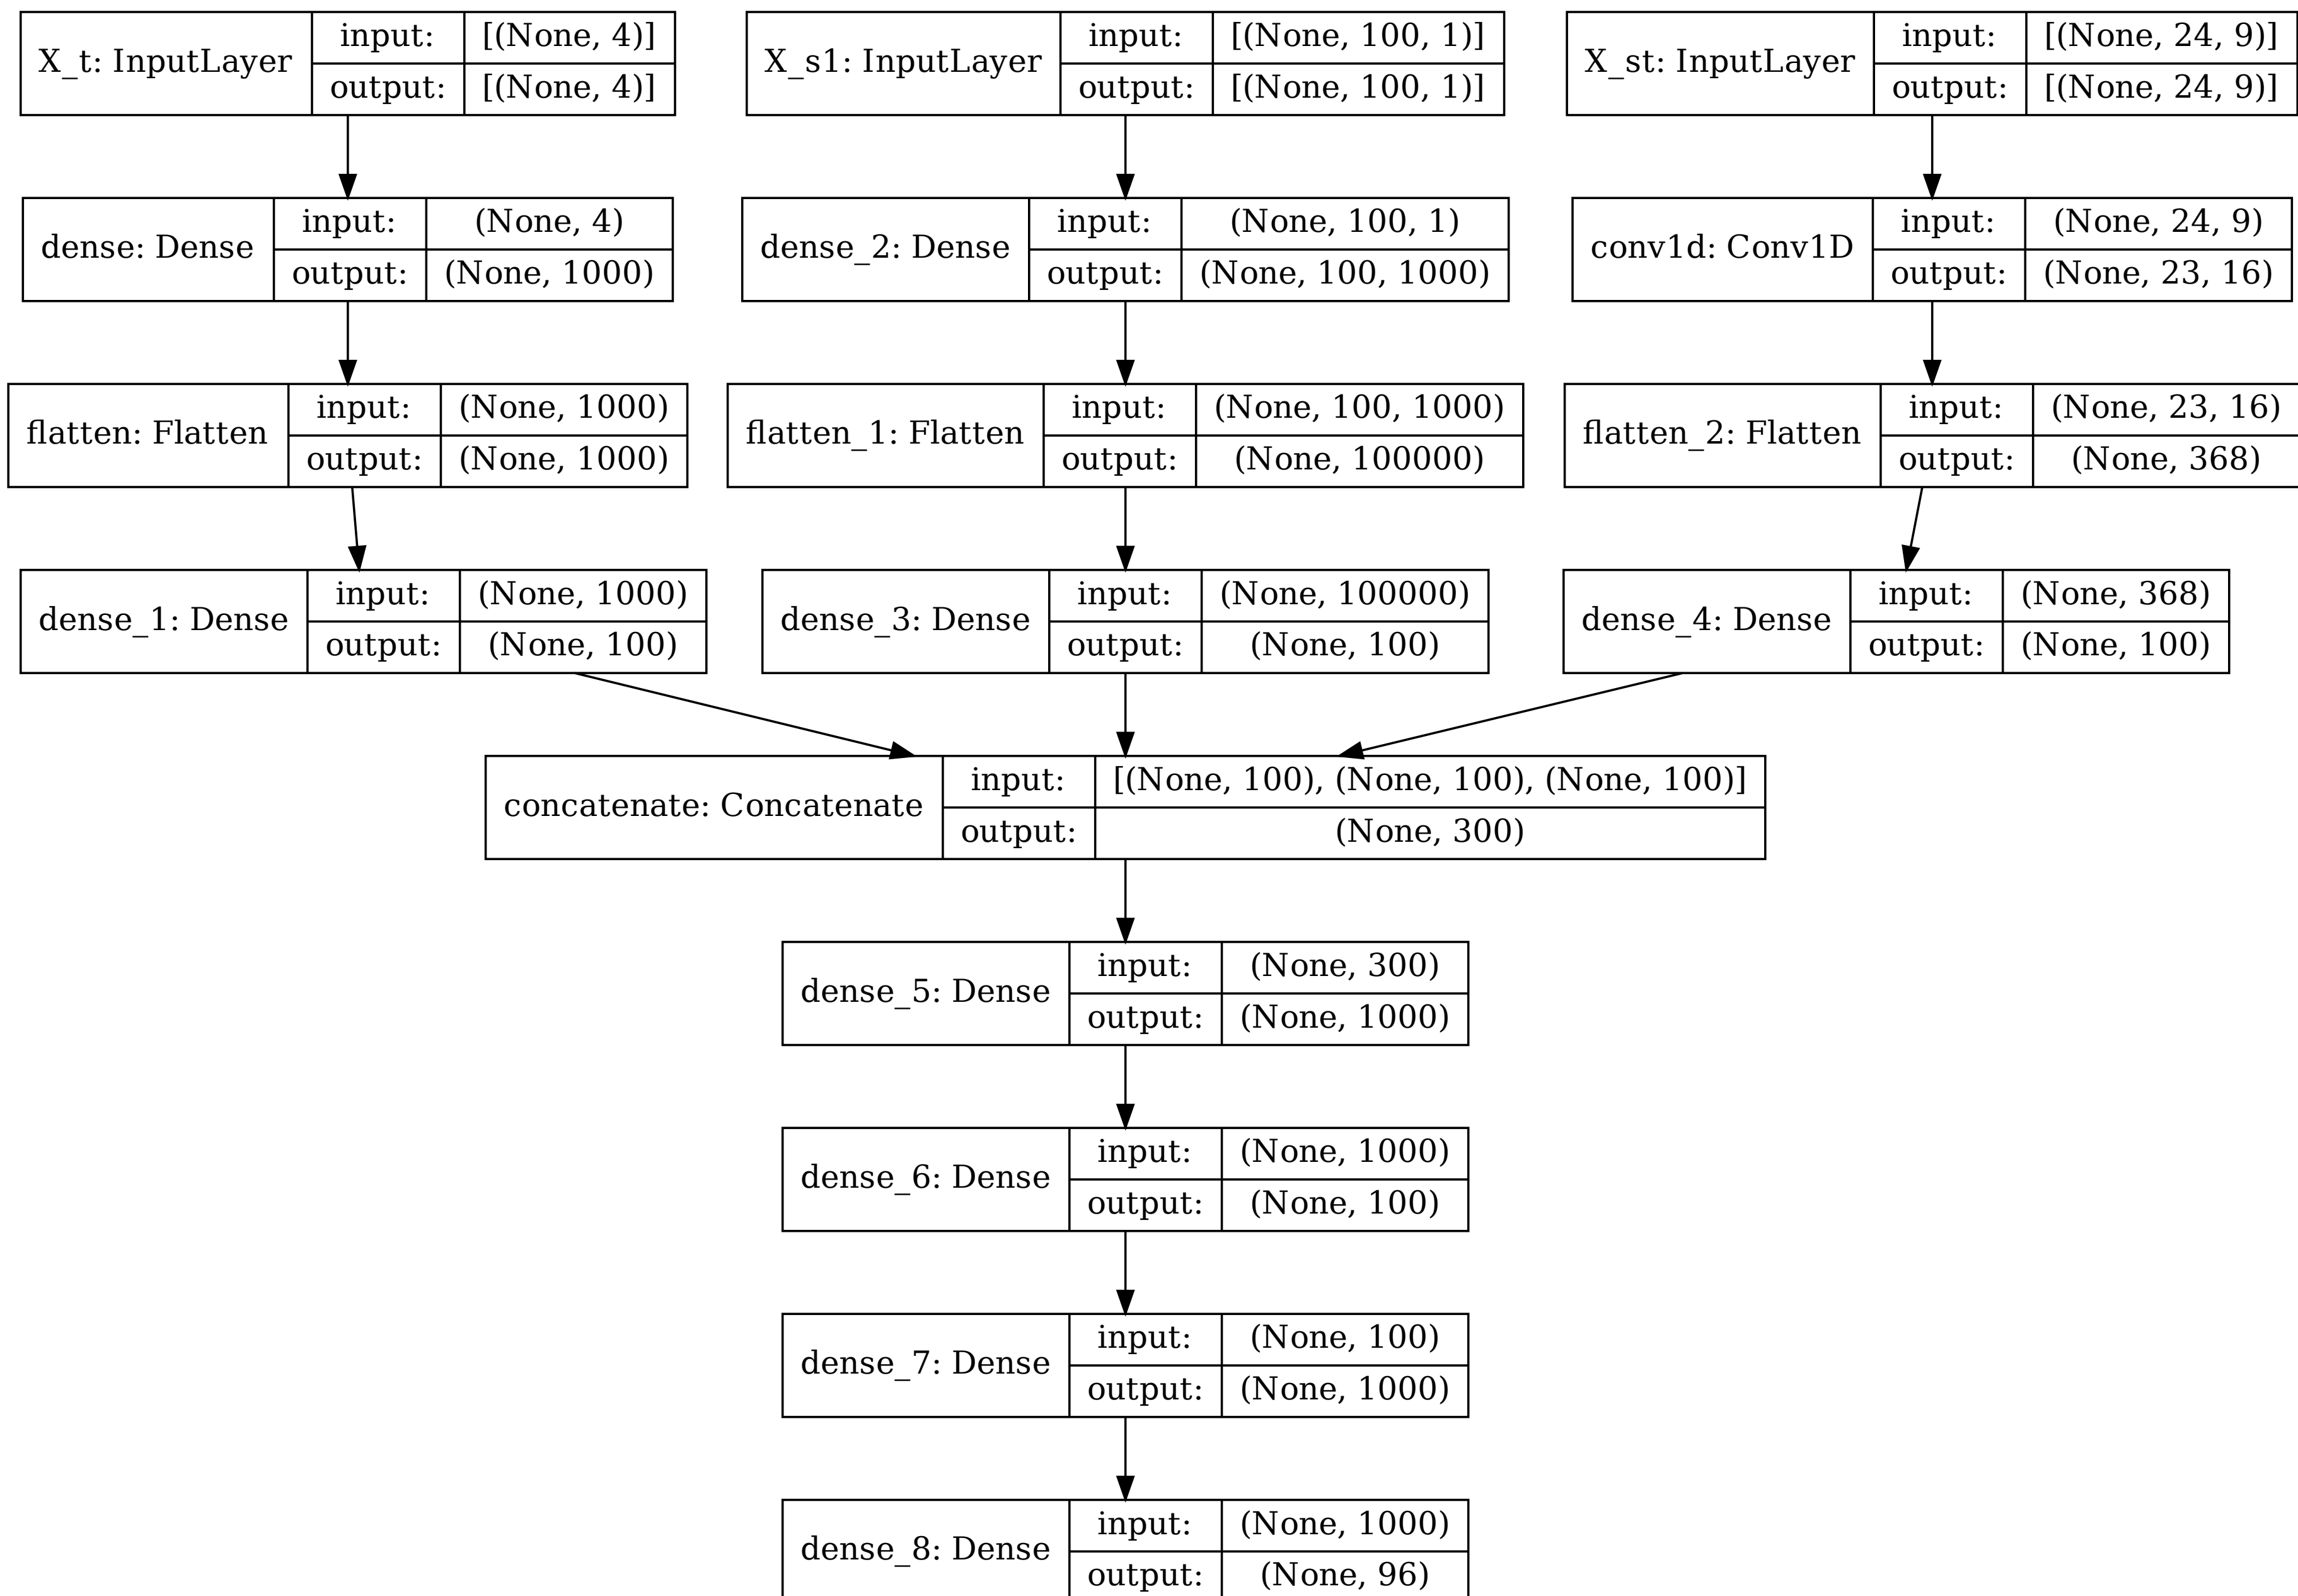 X_t: InputLayer
input: [(None, 4)]
output: [(None, 4)]
X_s1: InputLayer
input: [(None, 100, 1)]
output: [(None, 100, 1)]
X_st: InputLayer
input: [(None, 24, 9)]
output: [(None, 24, 9)]
dense: Dense
input: (None, 4)
output: (None, 1000)
dense_2: Dense
input: (None, 100, 1)
output: (None, 100, 1000)
conv1d: Conv1D
input: (None, 24, 9)
output: (None, 23, 16)
flatten: Flatten
input: (None, 1000)
output: (None, 1000)
flatten_1: Flatten
input: (None, 100, 1000)
output: (None, 100000)
flatten_2: Flatten
input: (None, 23, 16)
output: (None, 368)
dense_1: Dense
input: (None, 1000)
output: (None, 100)
dense_3: Dense
input: (None, 100000)
output: (None, 100)
dense_4: Dense
input: (None, 368)
output: (None, 100)
concatenate: Concatenate
input: [(None, 100), (None, 100), (None, 100)]
output: (None, 300)
dense_5: Dense
input: (None, 300)
output: (None, 1000)
dense_6: Dense
input: (None, 1000)
output: (None, 100)
dense_7: Dense
input: (None, 100)
output: (None, 1000)
dense_8: Dense
input: (None, 1000)
output: (None, 96)